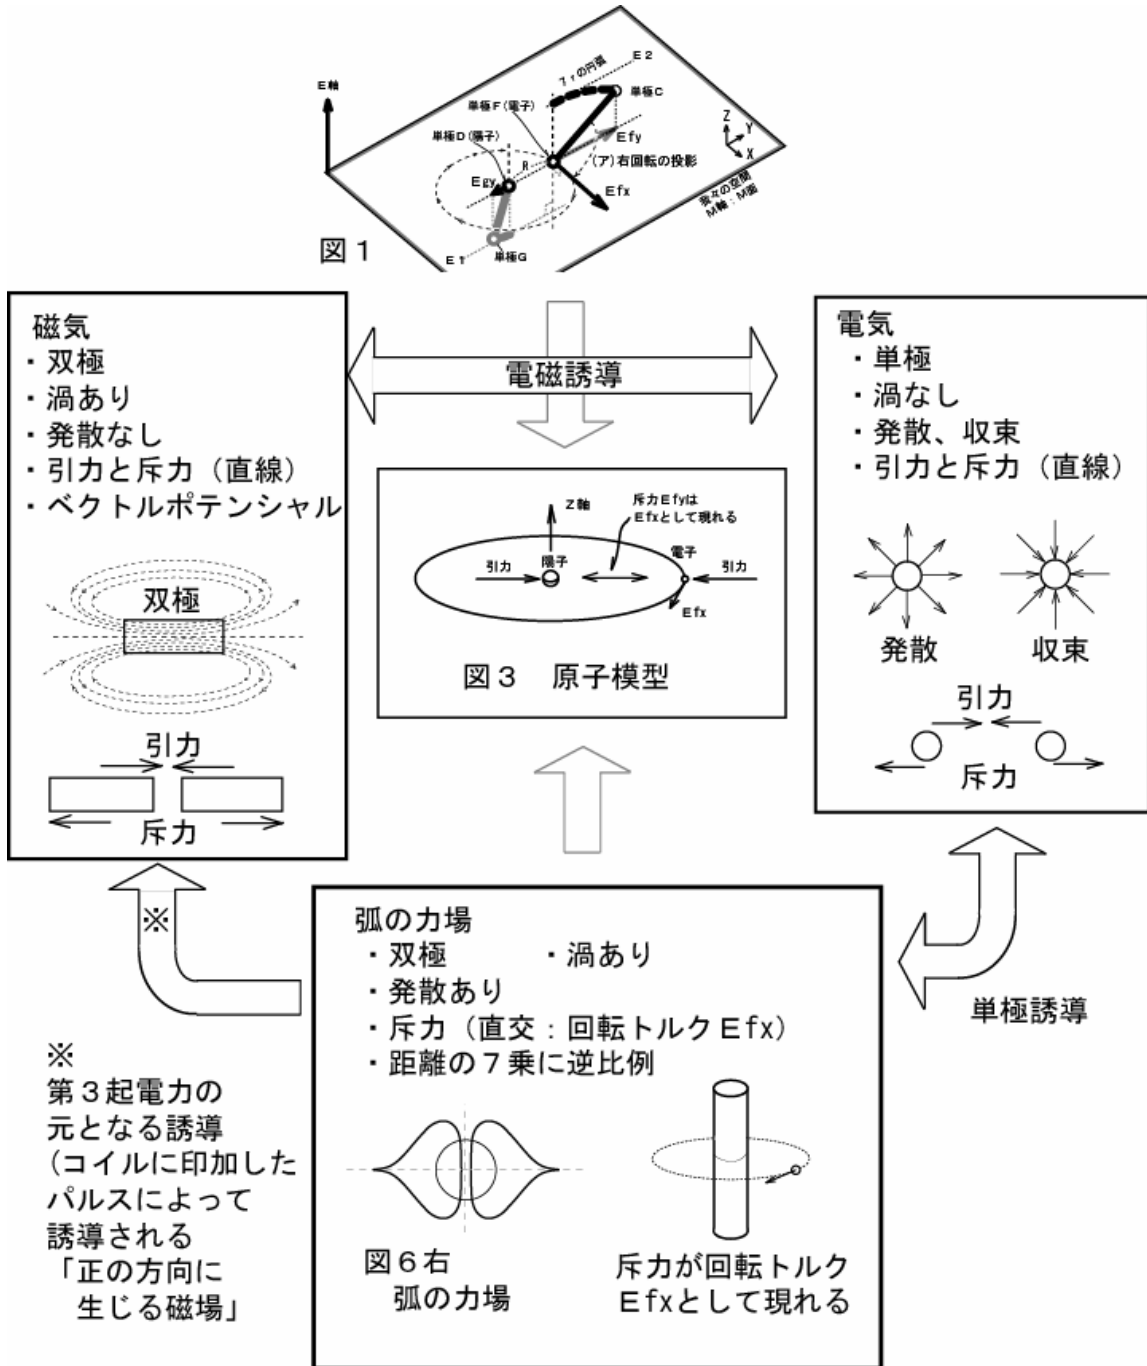 E軸
7rの円弧
E2
単極C
単極F(電子)
単極D(陽子)
Efy
Z
Y
X
R
(ア)右回転の投影
Egy
Efx
我々の空間
M軸:M面
E1
単極G
図1
磁気
・双極
・渦あり
・発散なし
・引力と斥力(直線)
・ベクトルポテンシャル
双極
引力
斥力
電磁誘導
電気
・単極
・渦なし
・発散、収束
・引力と斥力(直線)
発散
収束
引力
斥力
Z軸
斥力Efyは
Efxとして現れる
陽子
電子
引力
引力
Efx
図3 原子模型
※
単極誘導
弧の力場
・双極 ・渦あり
・発散あり
・斥力(直交:回転トルクEfx)
・距離の7乗に逆比例
図6右
弧の力場
斥力が回転トルク
Efxとして現れる
※
第3起電力の
元となる誘導
(コイルに印加した
パルスによって
誘導される
「正の方向に
生じる磁場」